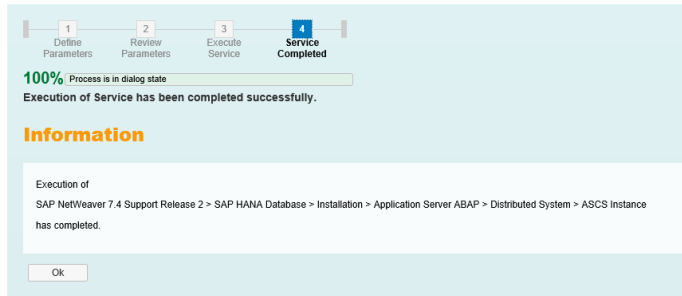 1 2 3 4
Define Review Execute Service
Parameters Parameters Service Completed
100% Process is in dialog state
Execution of Service has been completed successfully.
Information
Execution of
SAP NetWeaver 7.4 Support Release 2 > SAP HANA Database > Installation > Application Server ABAP > Distributed System > ASCS Instance
has completed.
Ok